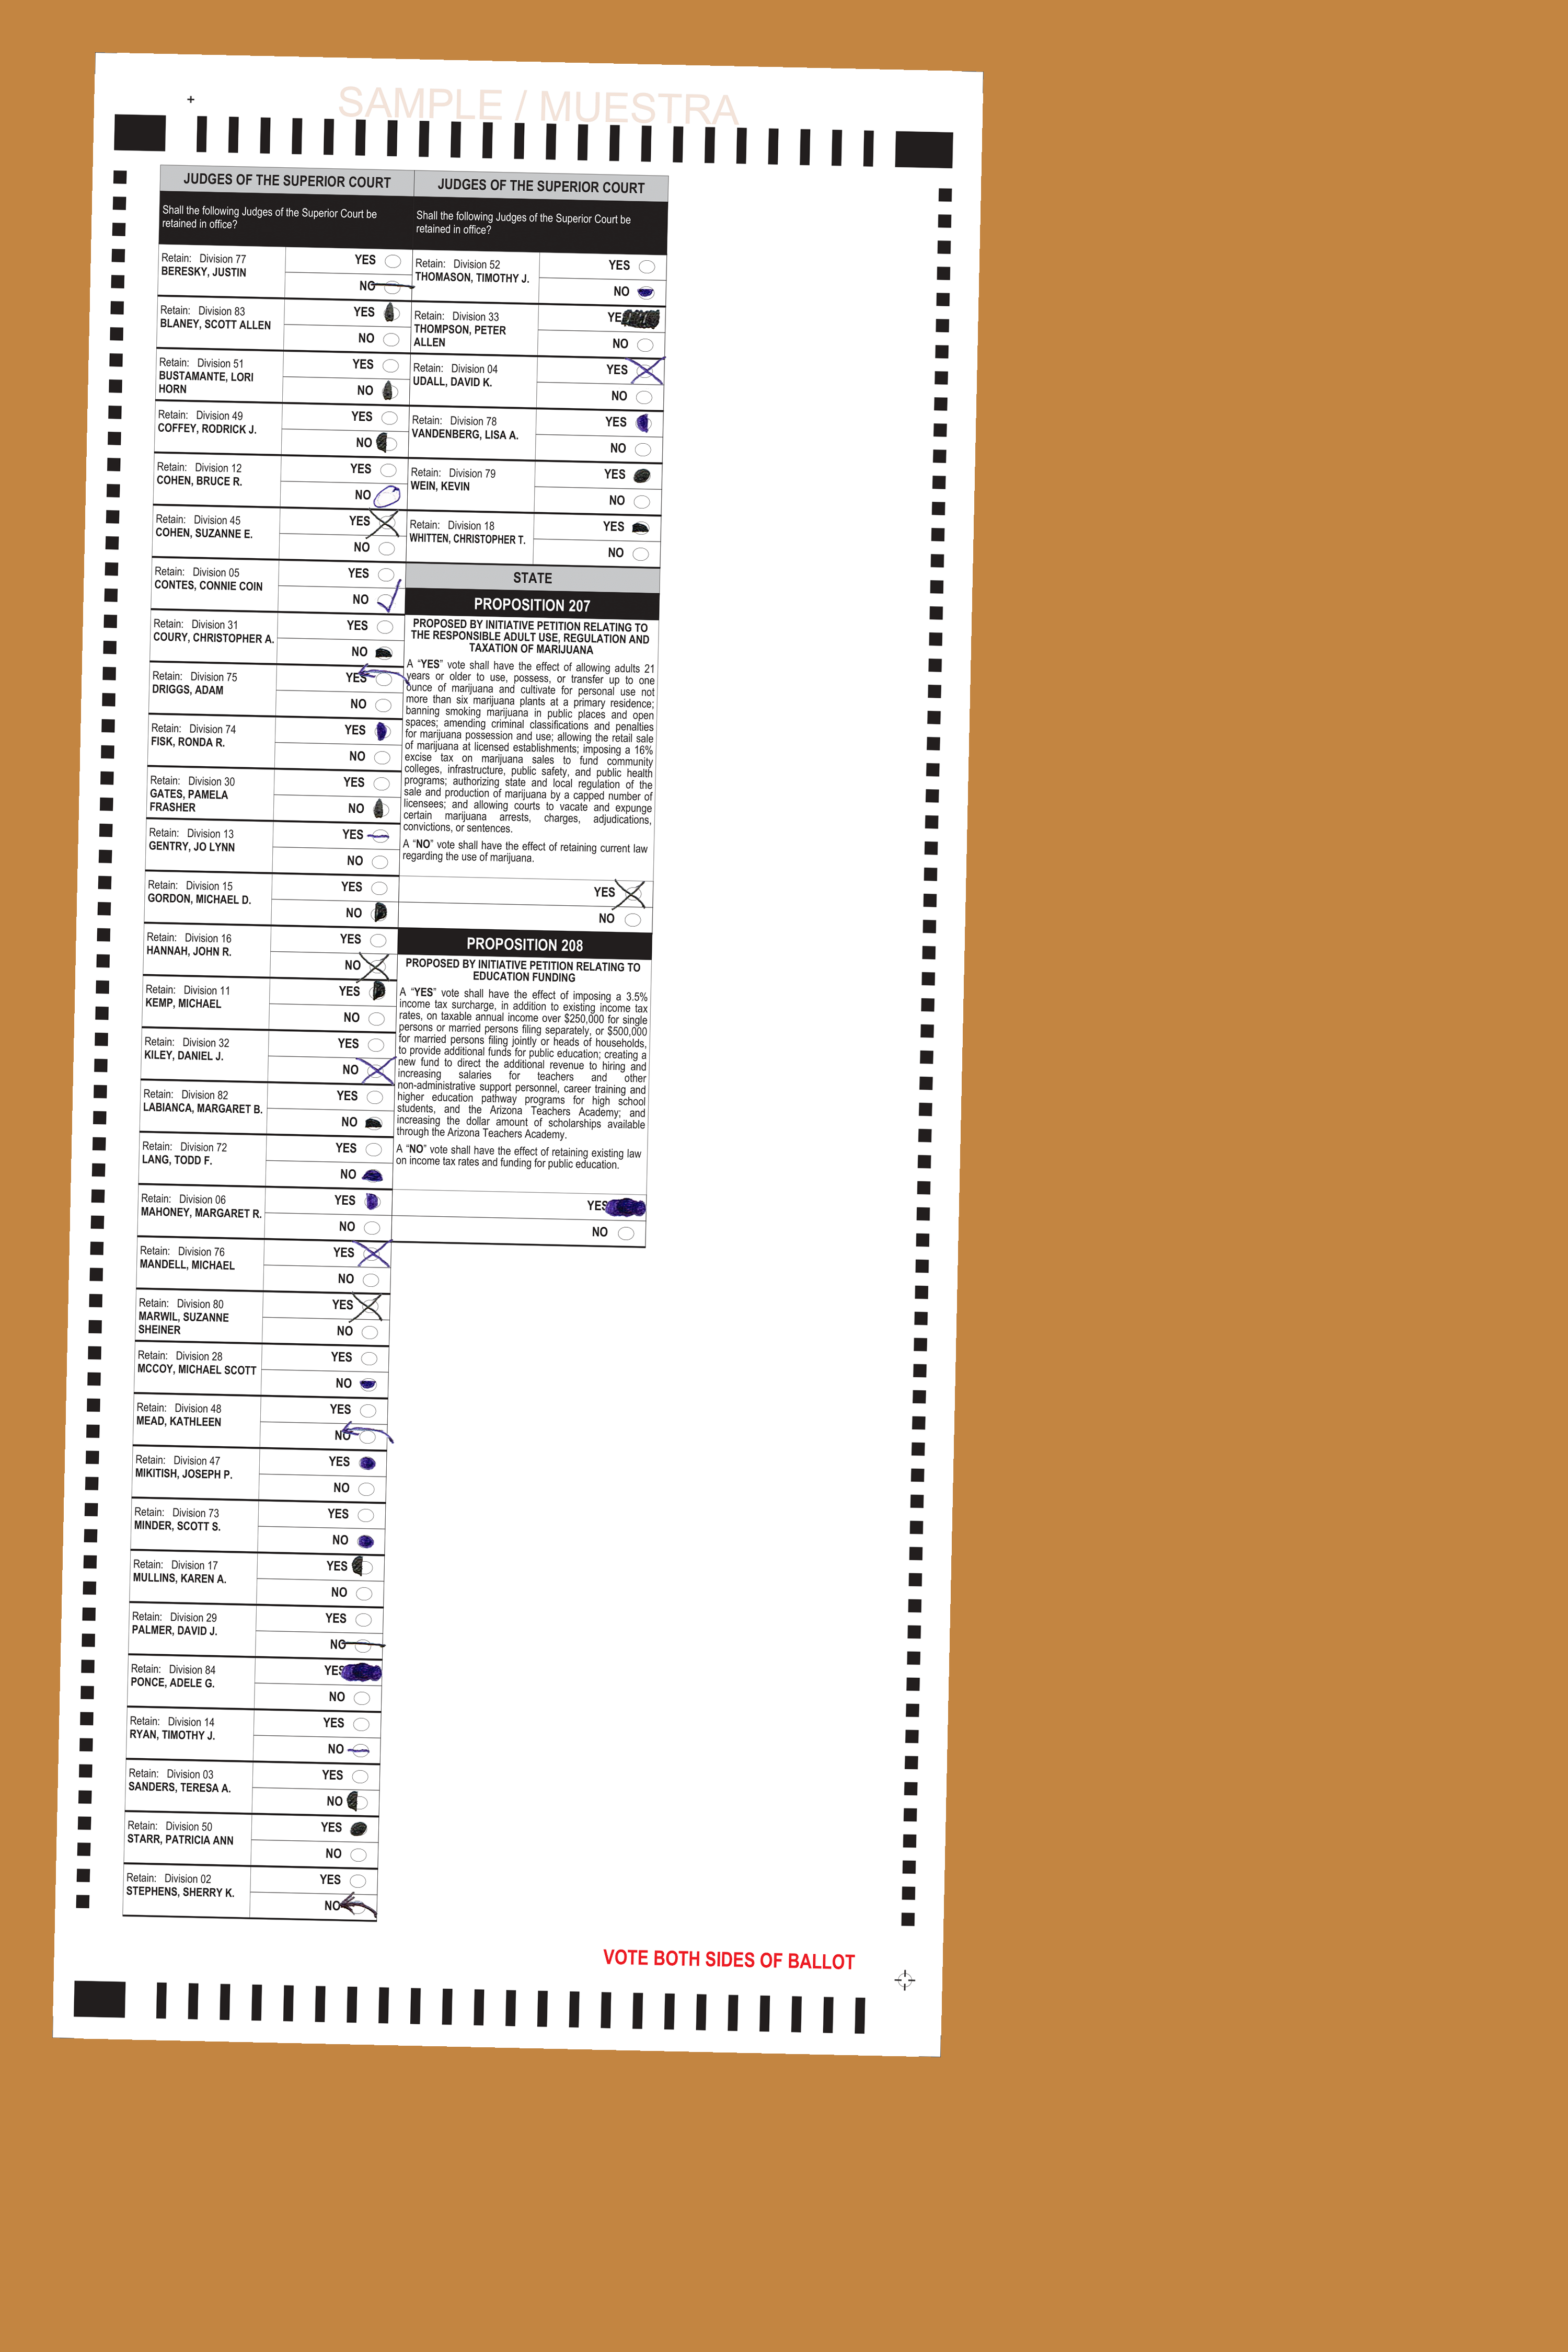 SAMPLE / MUESTRA
JUDGES OF THE SUPERIOR COURT
Shall the following Judges of the Superior Court be
retained in office?
Retain: Division 77
BERESKY, JUSTIN
YES
NO
Retain: Division 83
BLANEY, SCOTT ALLEN
YES
NO
Retain: Division 51
BUSTAMANTE, LORI
HORN
YES
NO
Retain: Division 49
COFFEY, RODRICK J.
YES
NO
Retain: Division 12
COHEN, BRUCE R.
YES
NO
Retain: Division 45
COHEN, SUZANNE E.
YES
NO
Retain: Division 05
CONTES, CONNIE COIN
YES
NO
Retain: Division 31
COURY, CHRISTOPHER A.
YES
NO
Retain: Division 75
DRIGGS, ADAM
YES
NO
Retain: Division 74
FISK, RONDA R.
YES
NO
Retain: Division 30
GATES, PAMELA
FRASHER
YES
NO
Retain: Division 13
GENTRY, JO LYNN
YES
NO
Retain: Division 15
GORDON, MICHAEL D.
YES
NO
Retain: Division 16
HANNAH, JOHN R.
YES
NO
Retain: Division 11
KEMP, MICHAEL
YES
NO
Retain: Division 32
KILEY, DANIEL J.
YES
NO
Retain: Division 82
LABIANCA, MARGARET B.
YES
NO
Retain: Division 72
LANG, TODD F.
YES
NO
Retain: Division 06
MAHONEY, MARGARET R.
YES
NO
Retain: Division 76
MANDELL, MICHAEL
YES
NO
Retain: Division 80
MARWIL, SUZANNE
SHEINER
YES
NO
Retain: Division 28
MCCOY, MICHAEL SCOTT
YES
NO
Retain: Division 48
MEAD, KATHLEEN
YES
NO
Retain: Division 47
MIKITISH, JOSEPH P.
YES
NO
Retain: Division 73
MINDER, SCOTT S.
YES
NO
Retain: Division 17
MULLINS, KAREN A.
YES
NO
Retain: Division 29
PALMER, DAVID J.
YES
NO
Retain: Division 84
PONCE, ADELE G.
YES
NO
Retain: Division 14
RYAN, TIMOTHY J.
YES
NO
Retain: Division 03
SANDERS, TERESA A.
YES
NO
Retain: Division 50
STARR, PATRICIA ANN
YES
NO
Retain: Division 02
STEPHENS, SHERRY K.
YES
NO
JUDGES OF THE SUPERIOR COURT
Shall the following Judges of the Superior Court be
retained in office?
Retain: Division 52
THOMASON, TIMOTHY J.
YES
NO
Retain: Division 33
THOMPSON, PETER
ALLEN
YE
NO
Retain: Division 04
UDALL, DAVID K.
YES
NO
Retain: Division 78
VANDENBERG, LISA A.
YES
NO
Retain: Division 79
WEIN, KEVIN
YES
NO
Retain: Division 18
WHITTEN, CHRISTOPHER T.
YES
NO
STATE
PROPOSITION 207
PROPOSED BY INITIATIVE PETITION RELATING TO
THE RESPONSIBLE ADULT USE, REGULATION AND
TAXATION OF MARIJUANA
A “YES” vote shall have the effect of allowing adults 21
years or older to use, possess, or transfer up to one
ounce of marijuana and cultivate for personal use not
more than six marijuana plants at a primary residence;
banning smoking marijuana in public places and open
spaces; amending criminal classifications and penalties
for marijuana possession and use; allowing the retail sale
of marijuana at licensed establishments; imposing a 16%
excise tax on marijuana sales to fund community
colleges, infrastructure, public safety, and public health
programs; authorizing state and local regulation of the
sale and production of marijuana by a capped number of
licensees; and allowing courts to vacate and expunge
certain marijuana arrests, charges, adjudications,
convictions, or sentences.
A “NO” vote shall have the effect of retaining current law
regarding the use of marijuana.
YES
NO
PROPOSITION 208
PROPOSED BY INITIATIVE PETITION RELATING TO
EDUCATION FUNDING
A “YES” vote shall have the effect of imposing a 3.5%
income tax surcharge, in addition to existing income tax
rates, on taxable annual income over $250,000 for single
persons or married persons filing separately, or $500,000
for married persons filing jointly or heads of households,
to provide additional funds for public education; creating a
new fund to direct the additional revenue to hiring and
increasing salaries for teachers and other
non-administrative support personnel, career training and
higher education pathway programs for high school
students, and the Arizona Teachers Academy; and
increasing the dollar amount of scholarships available
through the Arizona Teachers Academy.
A “NO” vote shall have the effect of retaining existing law
on income tax rates and funding for public education.
YES
NO
VOTE BOTH SIDES OF BALLOT